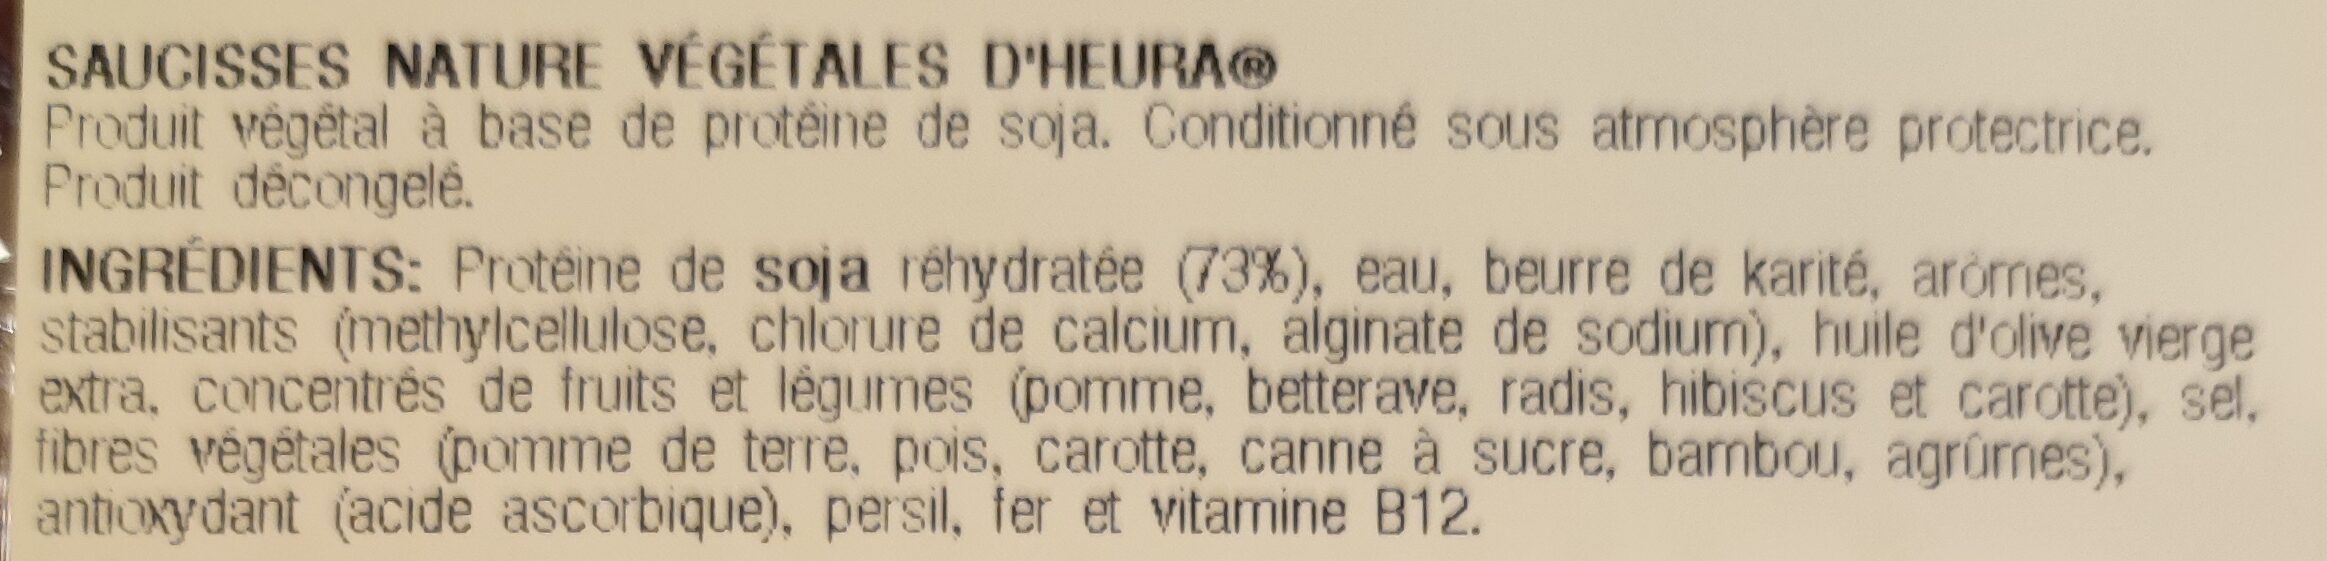 SAUCISSES NATURE VÉGÉTALES D'HEURA®
Produit végétal à base de protéine de soja. Conditionné sous atmosphère protectrice.
Produit décongelé.
INGRÉDIENTS: Protéine de soja réhydratée (73%), eau, beurre de karité, arômes,
stabilisants (methylcellulose, chlorure de calcium, alginate de sodium), huile d'olive vierge
extra, concentrés de fruits et légumes (pomme, betterave, radis, hibiscus et carotte), sel,
fibres végétales (pomme de terre, pois, carotte, canne à sucre, bambou, agrûmes),
antioxydant (acide ascorbique), persil, fer et vitamine B12.